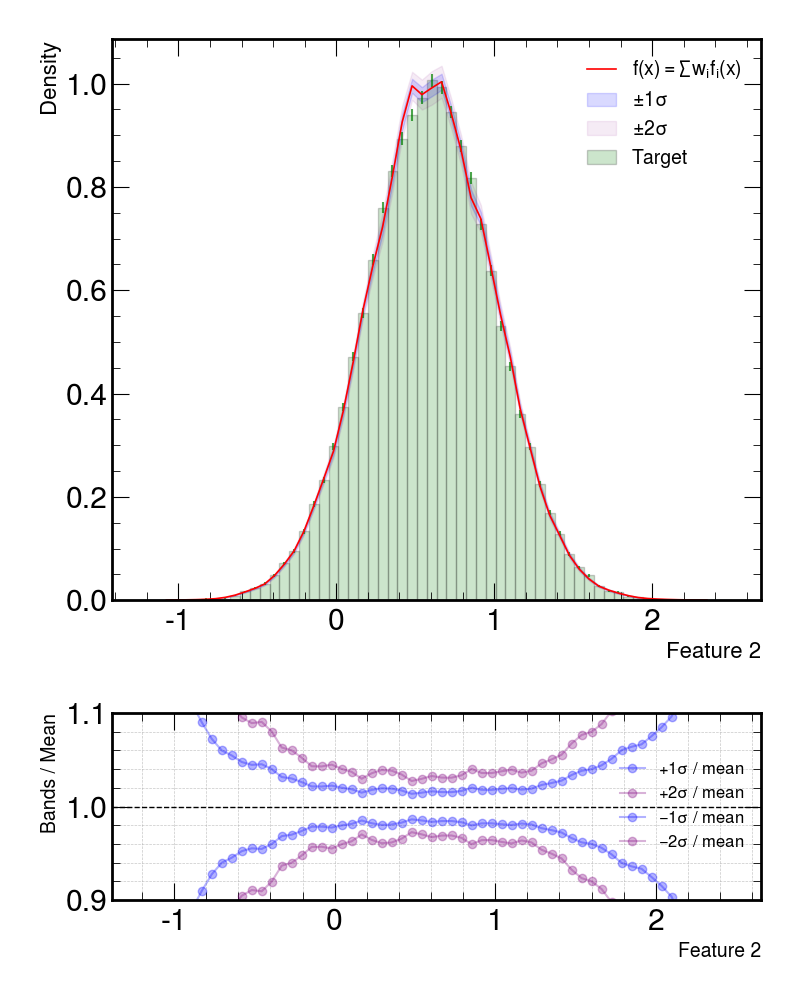 Density
1.0
0.8
0.6
0.4
0.2
0.0
f(x) = ∑wᵢfᵢ(x)
±1σ
±2σ
Target
-1 0 1 2
Feature 2
Bands / Mean
1.1
1.0
0.9
+1σ / mean
+2σ / mean
−1σ / mean
−2σ / mean
-1 0 1 2
Feature 2